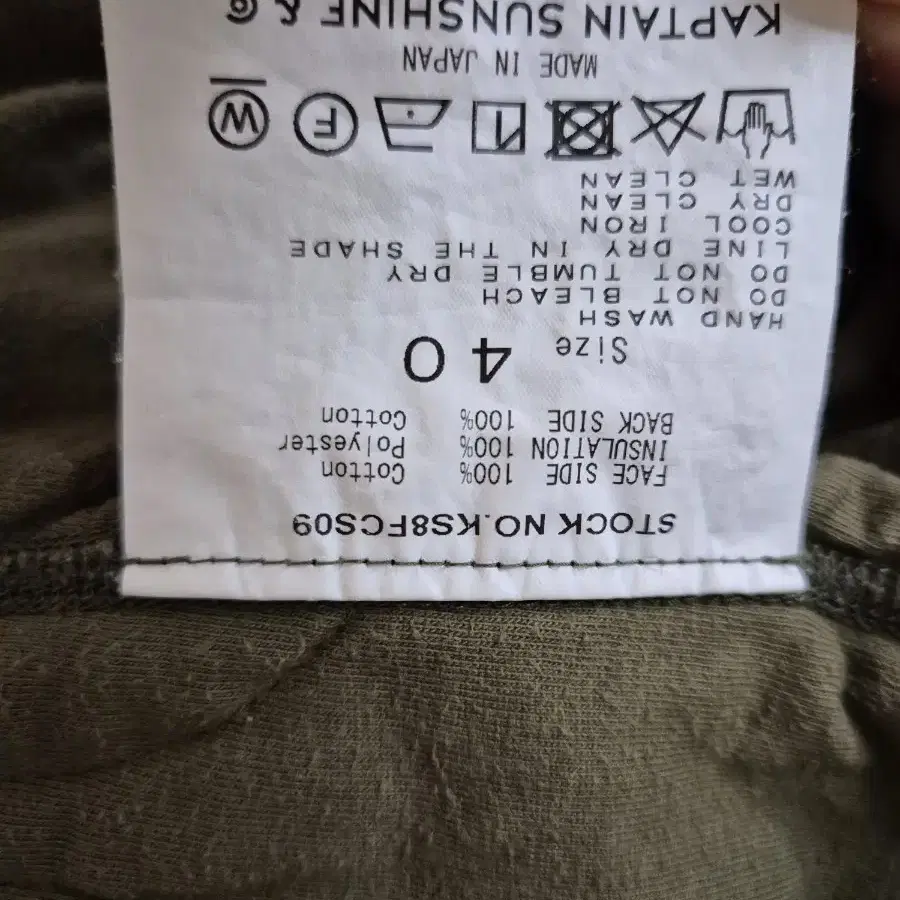 STOCK NO.KS8FCS09
FACE SIDE 100% Cotton
INSULATION 100% Polyester
BACK SIDE 100% Cotton
Size 40
HAND WASH
DO NOT BLEACH
DO NOT TUMBLE DRY
LINE DRY IN THE SHADE
COOL IRON
DRY CLEAN
WET CLEAN
F W
MADE IN JAPAN
KAPTAIN SUNSHINE &